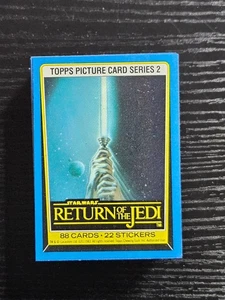 TOPPS PICTURE CARD SERIES 2
STAR WARS
RETURN OF THE JEDI
88 CARDS • 22 STICKERS